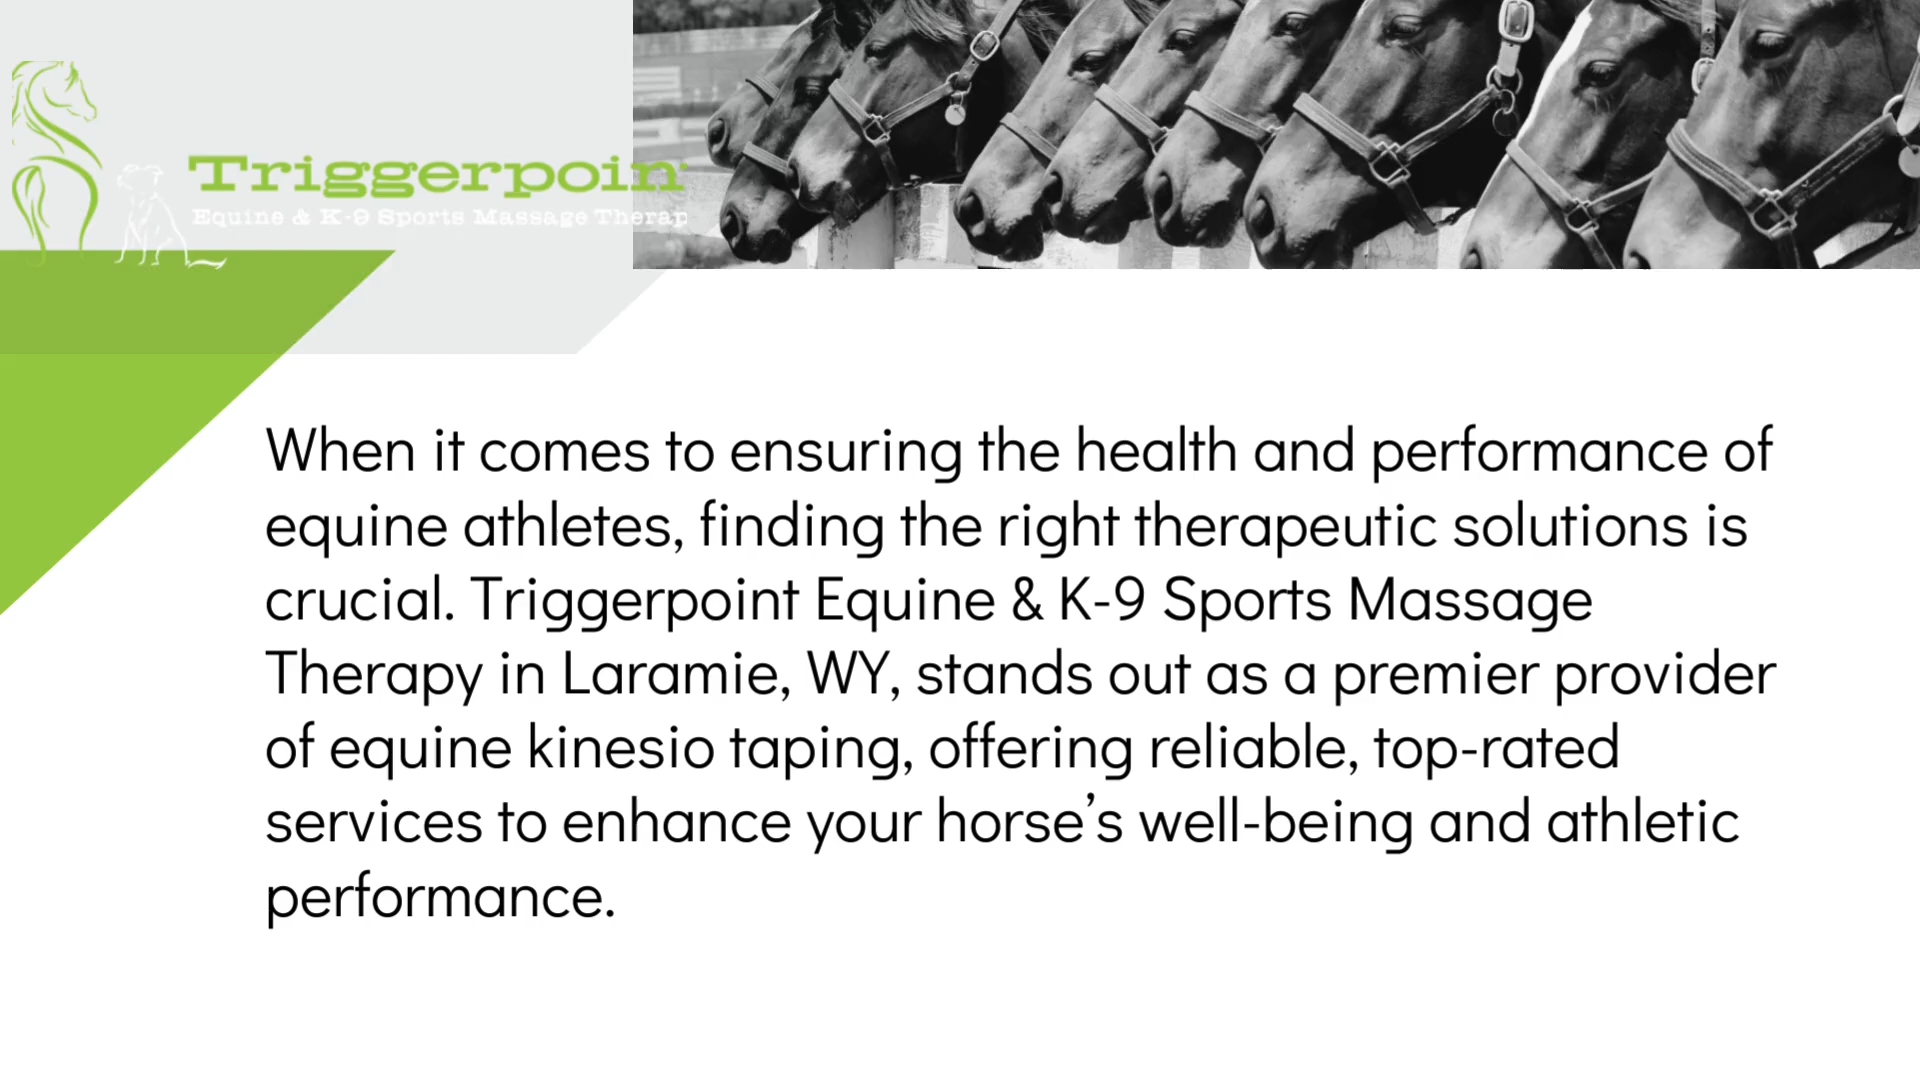 Triggerpoin
Equine & K-9 Sports Massage Therap
When it comes to ensuring the health and performance of
equine athletes, finding the right therapeutic solutions is
crucial. Triggerpoint Equine & K-9 Sports Massage
Therapy in Laramie, WY, stands out as a premier provider
of equine kinesio taping, offering reliable, top-rated
services to enhance your horse’s well-being and athletic
performance.